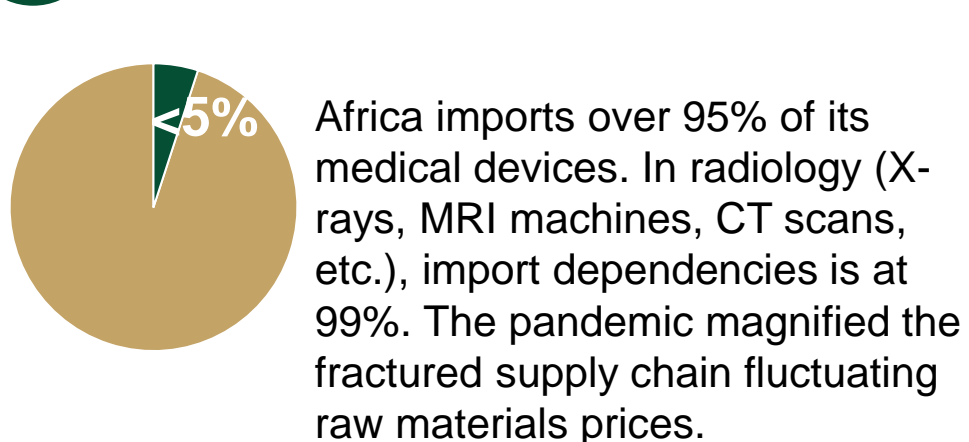 <5%
Africa imports over 95% of its
medical devices. In radiology (X-
rays, MRI machines, CT scans,
etc.), import dependencies is at
99%. The pandemic magnified the
fractured supply chain fluctuating
raw materials prices.